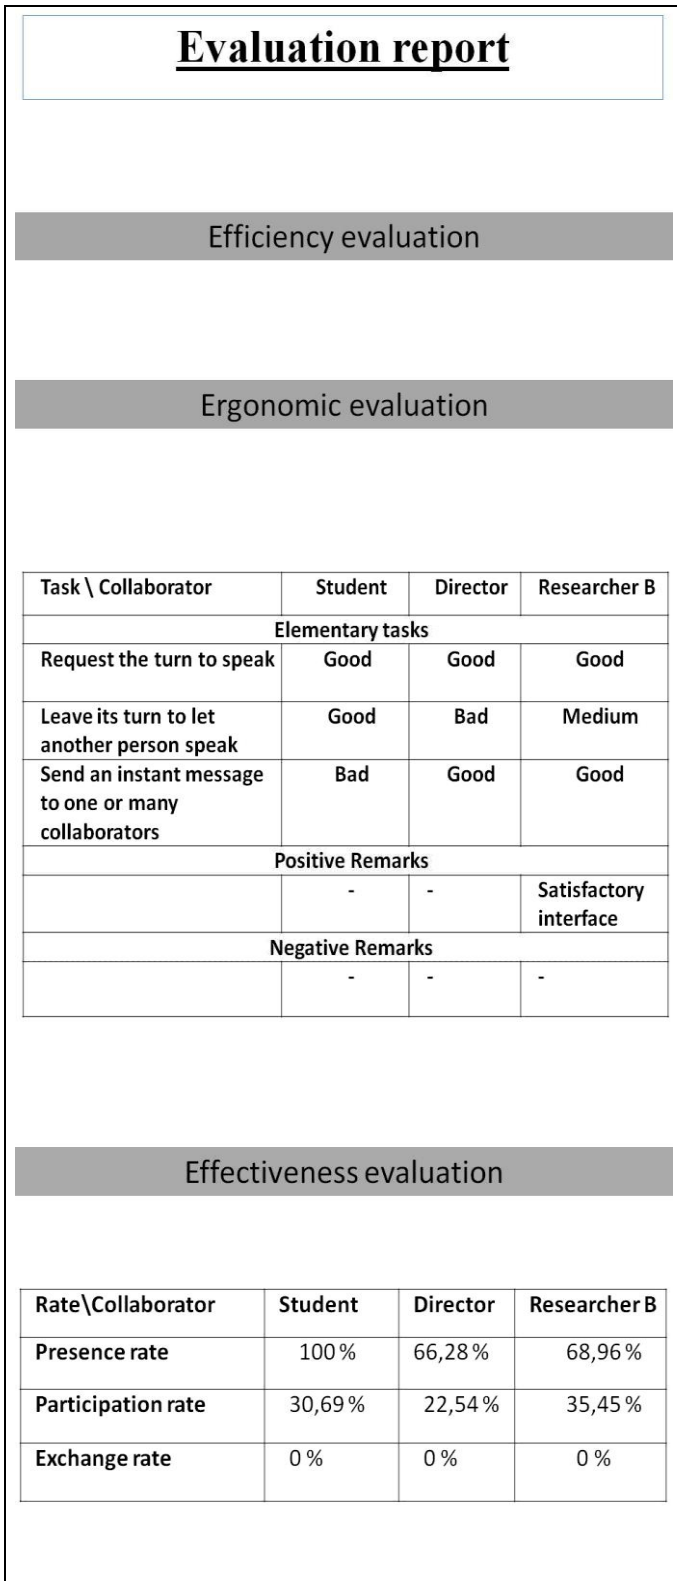 Evaluation report
Efficiency evaluation
Ergonomic evaluation
Task \ Collaborator Student Director Researcher B
Elementary tasks
Request the turn to speak Good Good Good
Leave its turn to let Good Bad Medium
another person speak
Send an instant message Bad Good Good
to one or many
collaborators
Positive Remarks
- - Satisfactory
interface
Negative Remarks
- - -
Effectiveness evaluation
Rate\Collaborator Student Director Researcher B
Presence rate 100 % 66,28 % 68,96 %
Participation rate 30,69 % 22,54 % 35,45 %
Exchange rate 0 % 0 % 0 %